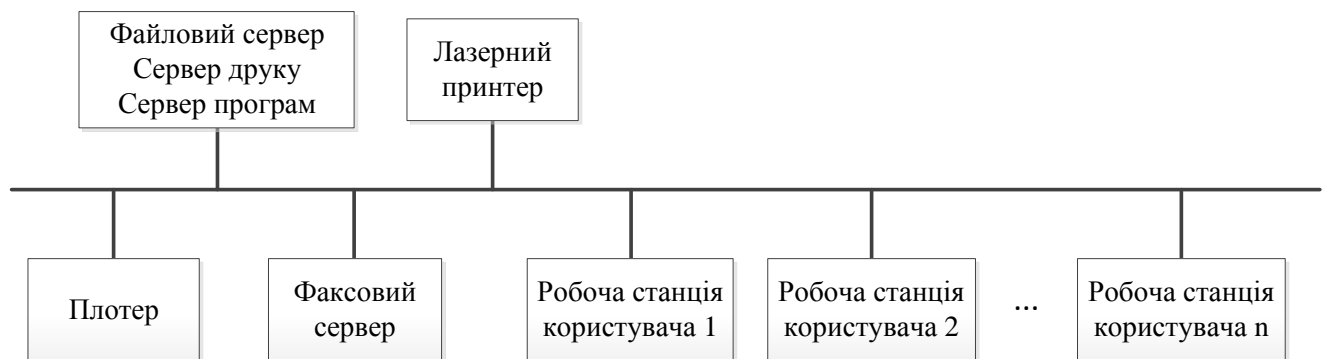 Файловий сервер
Сервер друку
Сервер програм
Лазерний
принтер
Плотер
Факсовий
сервер
Робоча станція
користувача 1
Робоча станція
користувача 2
...
Робоча станція
користувача n